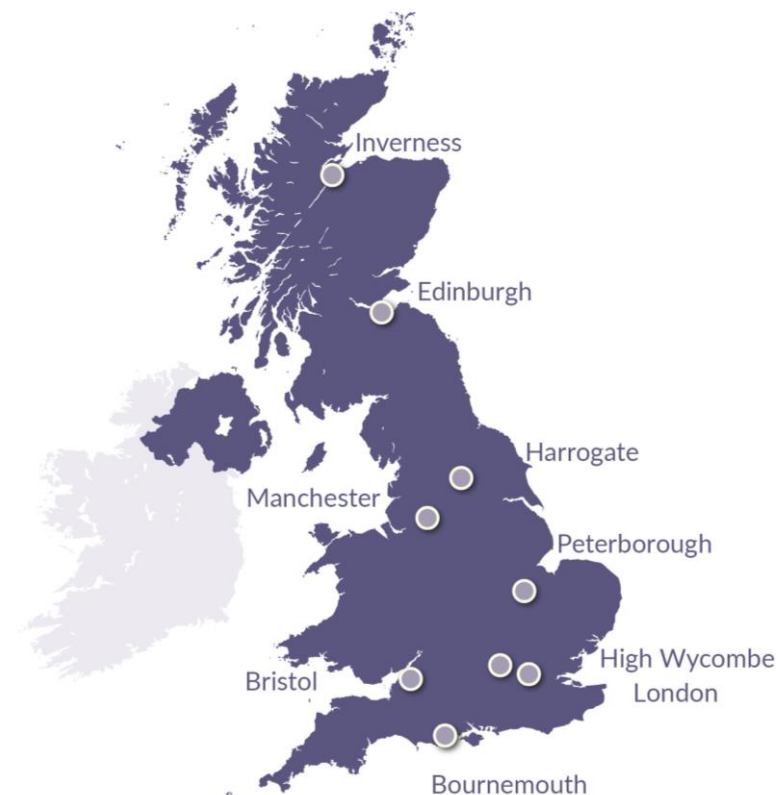 Inverness
Edinburgh
Harrogate
Manchester
Peterborough
High Wycombe
London
Bristol
Bournemouth